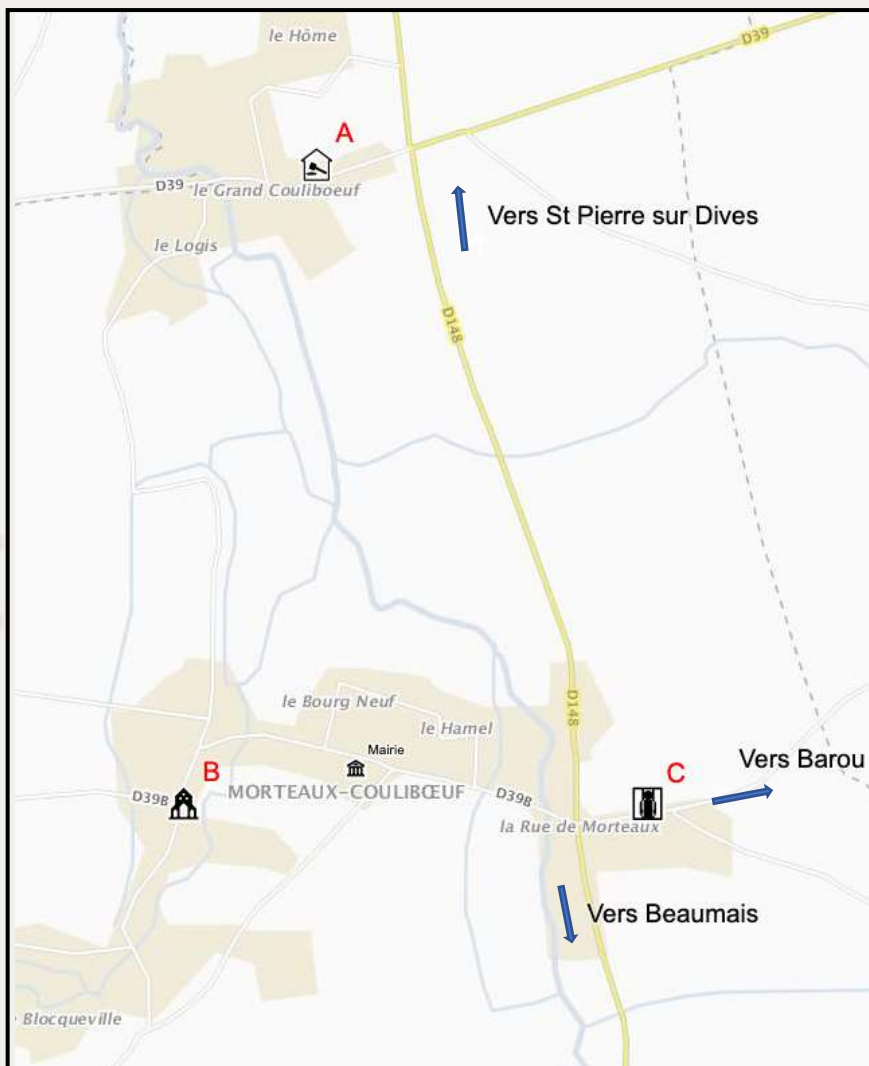 le Hôme
D39
A
D39
le Grand Couliboeuf
Vers St Pierre sur Dives
le Logis
D148
le Bourg Neuf
D148
le Hamel
Mairie
Vers Barou
B
C
D39B
MORTEAUX-COULIBŒUF
D39B
la Rue de Morteaux
Vers Beaumais
Blocqueville